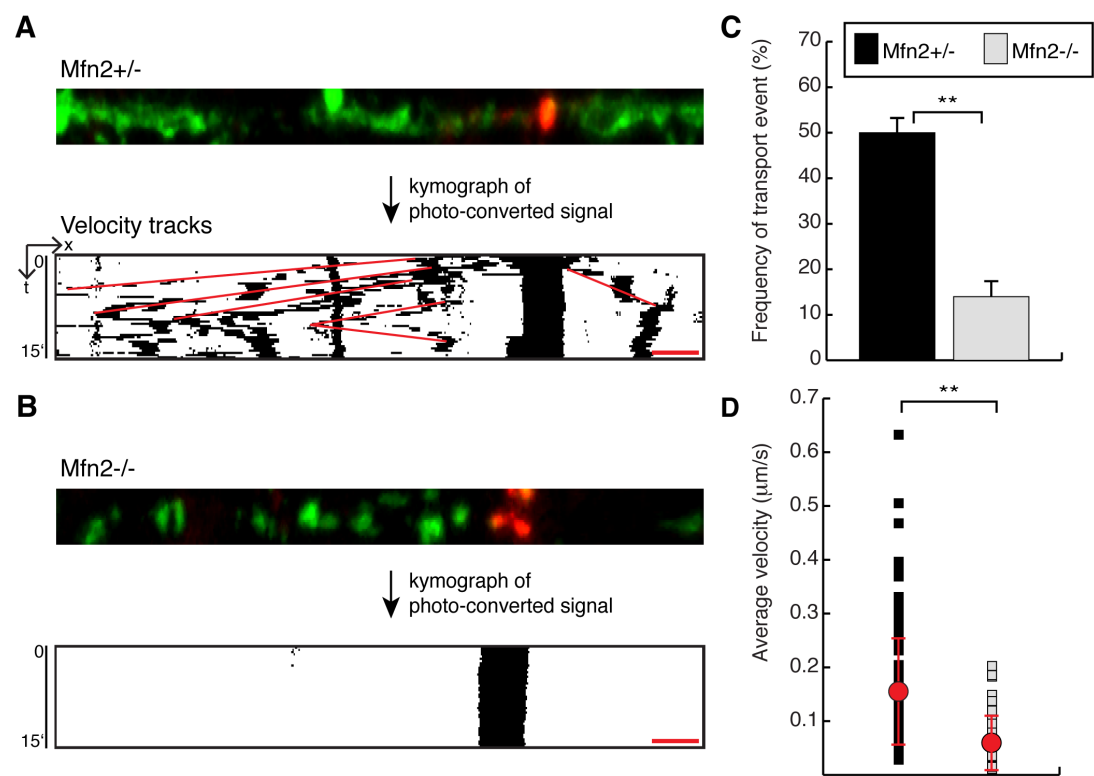 A
Mfn2+/-
kymograph of
photo-converted signal
Velocity tracks
x
0
t
15'
B
Mfn2-/-
kymograph of
photo-converted signal
0
15'
C
Mfn2+/- Mfn2-/-
Frequency of transport event (%)
70
60
50
40
30
20
10
0
**
D
Average velocity (μm/s)
0.7
0.6
0.5
0.4
0.3
0.2
0.1
**